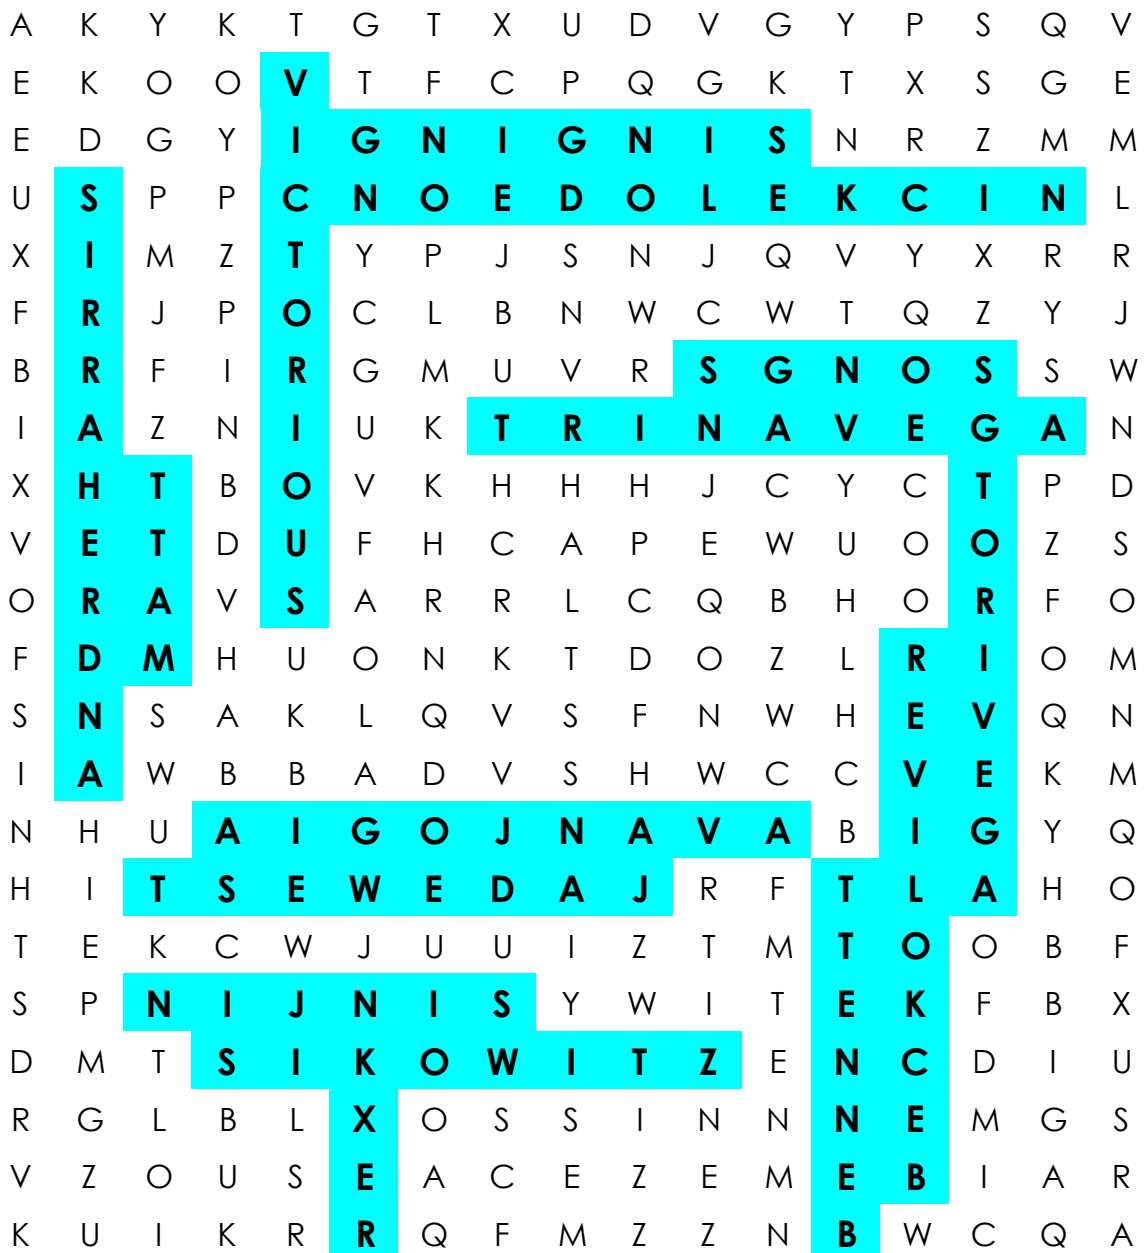 A K Y K T G T X U D V G Y P S Q V
E K O O V T F C P Q G K T X S G E
E D G Y I G N I G N I S N R Z M M
U S P P C N O E D O L E K C I N L
X I M Z T Y P J S N J Q V Y X R R
F R J P O C L B N W C W T Q Z Y J
B R F I R G M U V R S G N O S S W
I A Z N I U K T R I N A V E G A N
X H T B O V K H H H J C Y C T P D
V E T D U F H C A P E W U O O Z S
O R A V S A R R L C Q B H O R F O
F D M H U O N K T D O Z L R I O M
S N S A K L Q V S F N W H E V Q N
I A W B B A D V S H W C C V E K M
N H U A I G O J N A V A B I G Y Q
H I T S E W E D A J R F T L A H O
T E K C W J U U I Z T M T O O B F
S P N I J N I S Y W I T E K F B X
D M T S I K O W I T Z E N C D I U
R G L B L X O S S I N N N E M G S
V Z O U S E A C E Z E M E B I A R
K U I K R R Q F M Z Z N B W C Q A